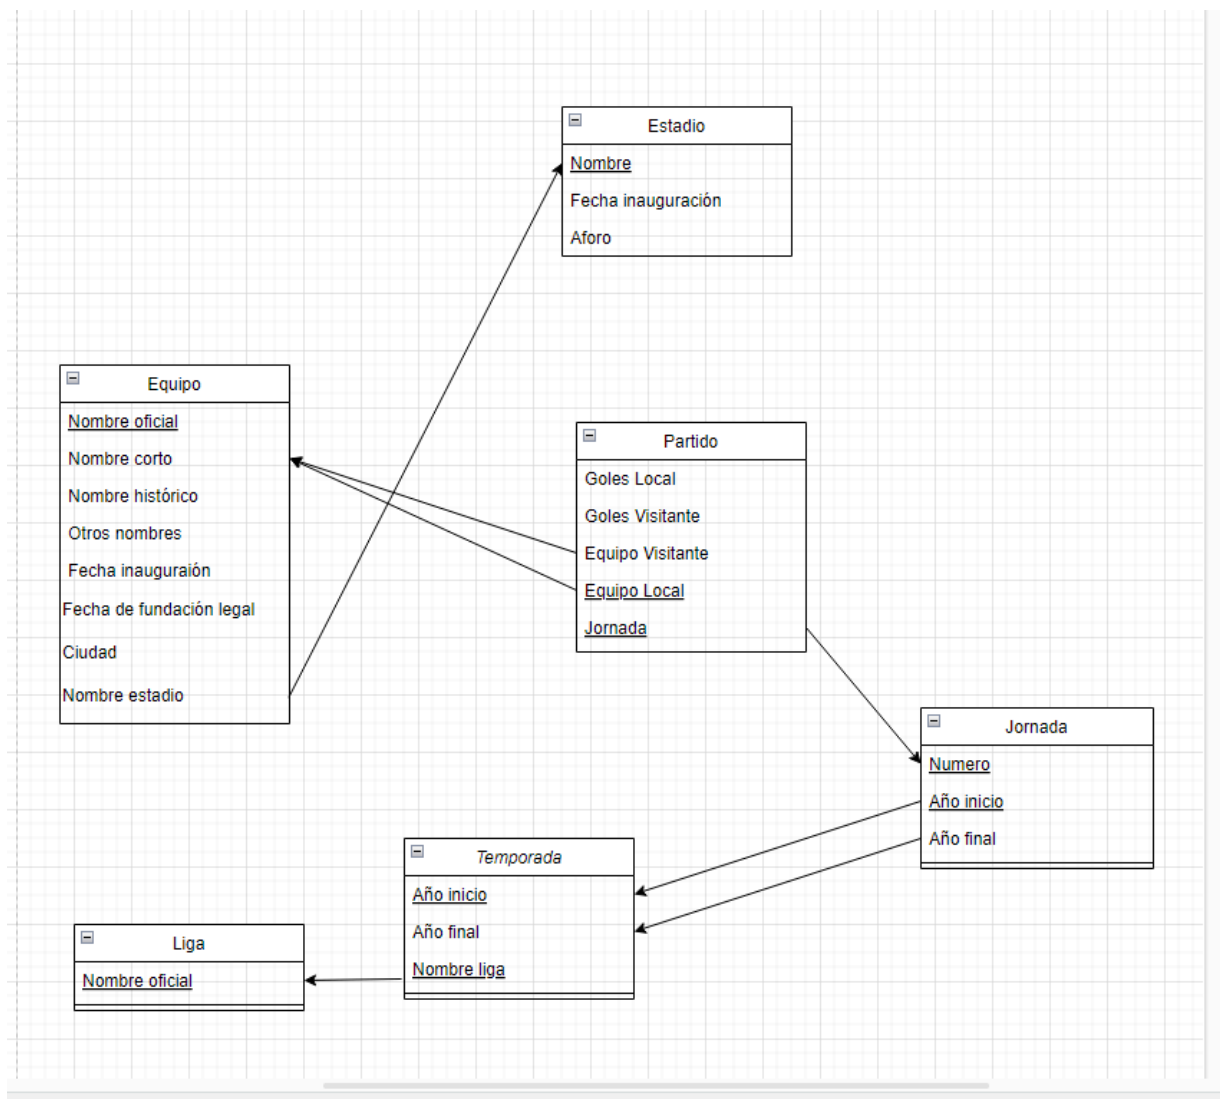 Estadio
Nombre
Fecha inauguración
Aforo
Equipo
Nombre oficial
Nombre corto
Nombre histórico
Otros nombres
Fecha inauguraión
Fecha de fundación legal
Ciudad
Nombre estadio
Partido
Goles Local
Goles Visitante
Equipo Visitante
Equipo Local
Jornada
Jornada
Numero
Año inicio
Año final
Temporada
Año inicio
Año final
Nombre liga
Liga
Nombre oficial